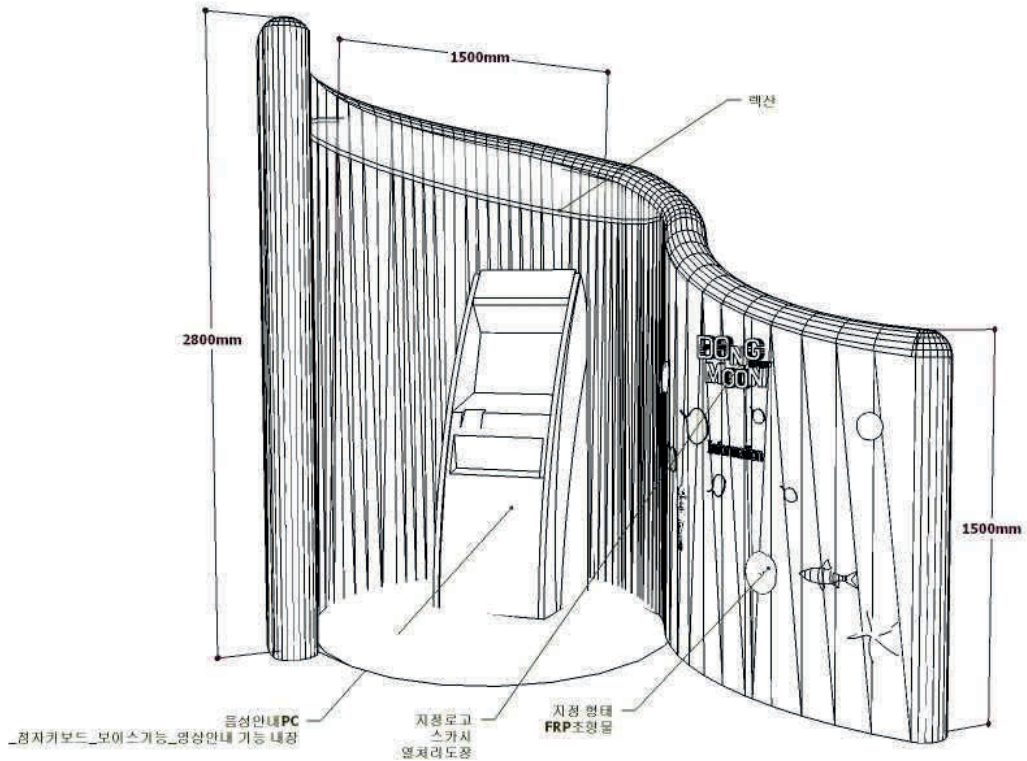 1500mm
렉산
2800mm
DONG
MOON
Information
1500mm
음성안내PC
_점자키보드_보이스기능_영상안내 기능 내장
지정로고
스카시
열처리도장
지정 형태
FRP조형물